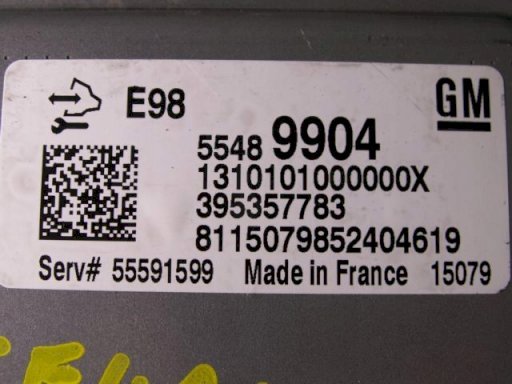 E98
GM
5548 9904
1310101000000X
395357783
8115079852404619
Serv# 55591599 Made in France 15079